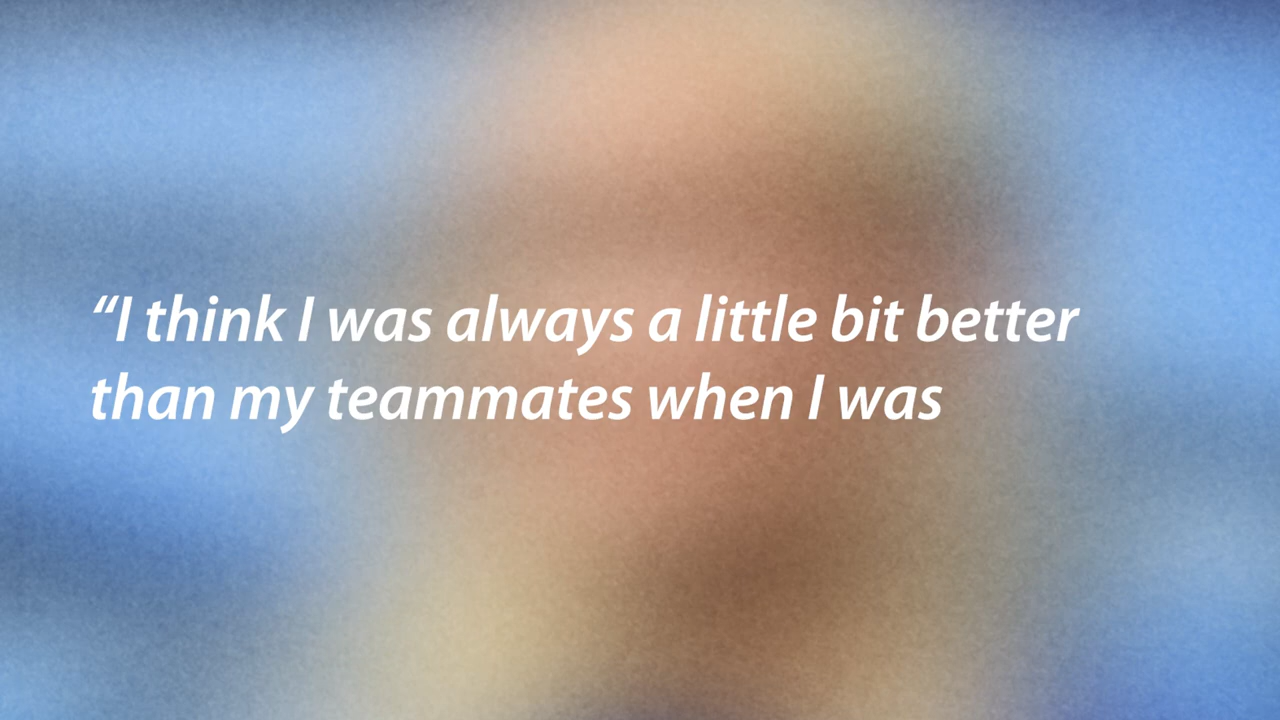 “I think I was always a little bit better
than my teammates when I was